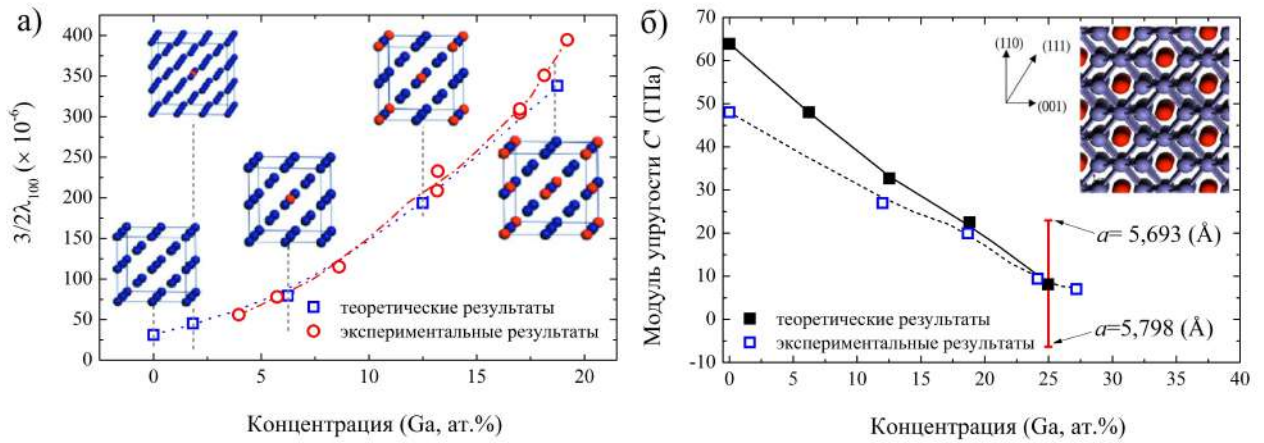 а)
400
350
300
250
200
150
100
50
0
3/2λ₁₀₀ (× 10⁻⁶)
теоретические результаты
экспериментальные результаты
0 5 10 15 20
Концентрация (Ga, ат.%)
б)
70
60
50
40
30
20
10
0
-10
Модуль упругости C (ГПа)
(110)
(111)
(001)
a= 5,693 (Å)
a=5,798 (Å)
теоретические результаты
экспериментальные результаты
0 5 10 15 20 25 30 35 40
Концентрация (Ga, ат.%)